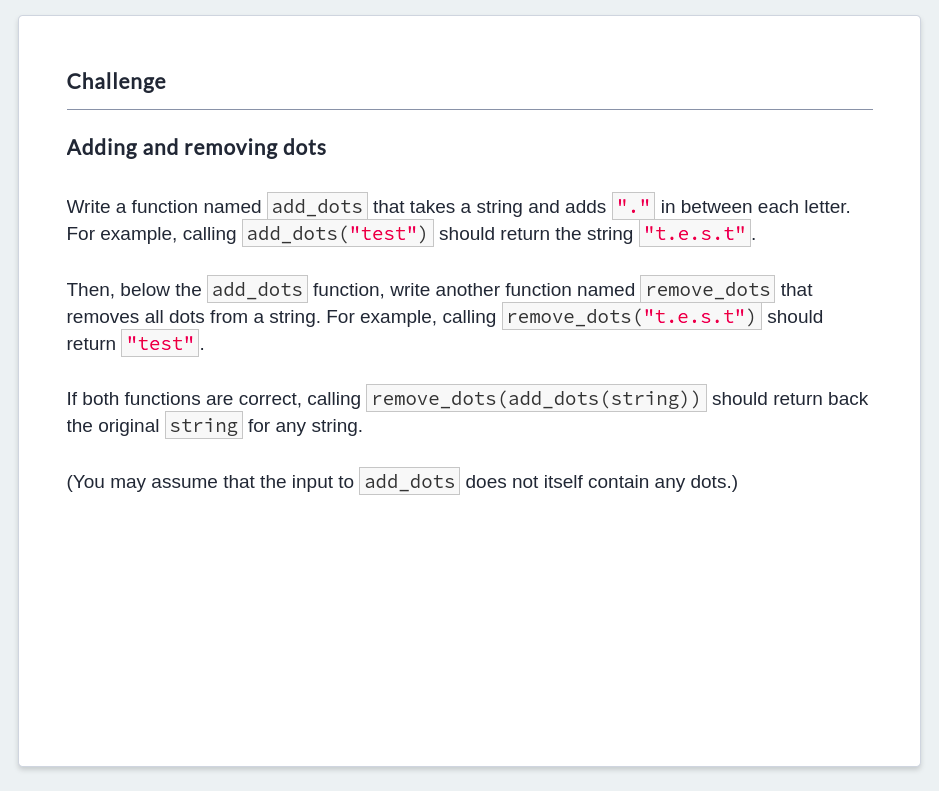 Challenge
Adding and removing dots
Write a function named add_dots that takes a string and adds "." in between each letter.
For example, calling add_dots("test") should return the string "t.e.s.t".
Then, below the add_dots function, write another function named remove_dots that
removes all dots from a string. For example, calling remove_dots("t.e.s.t") should
return "test".
If both functions are correct, calling remove_dots(add_dots(string)) should return back
the original string for any string.
(You may assume that the input to add_dots does not itself contain any dots.)